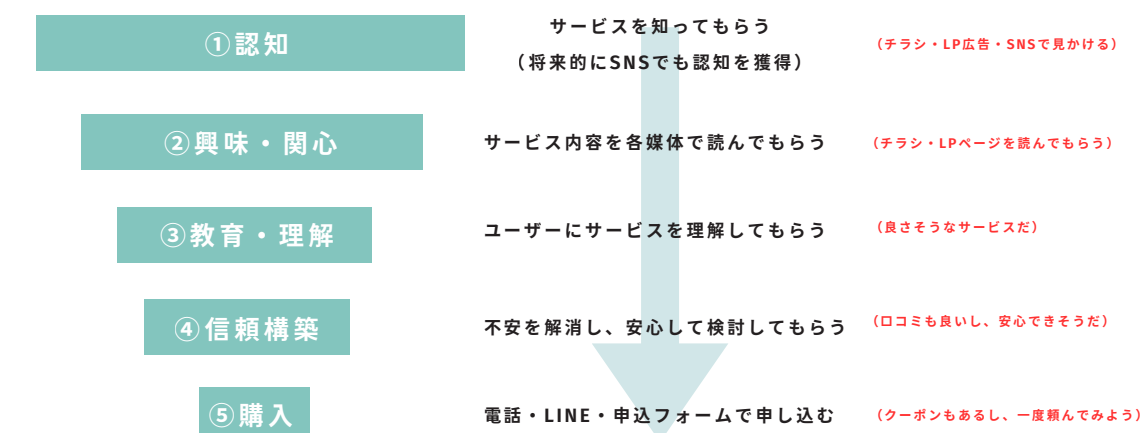 ①認知
サービスを知ってもらう
（将来的にSNSでも認知を獲得）
（チラシ・LP広告・SNSで見かける）
②興味・関心
サービス内容を各媒体で読んでもらう
（チラシ・LPページを読んでもらう）
③教育・理解
ユーザーにサービスを理解してもらう
（良さそうなサービスだ）
④信頼構築
不安を解消し、安心して検討してもらう
（口コミも良いし、安心できそうだ）
⑤購入
電話・LINE・申込フォームで申し込む
（クーポンもあるし、一度頼んでみよう）